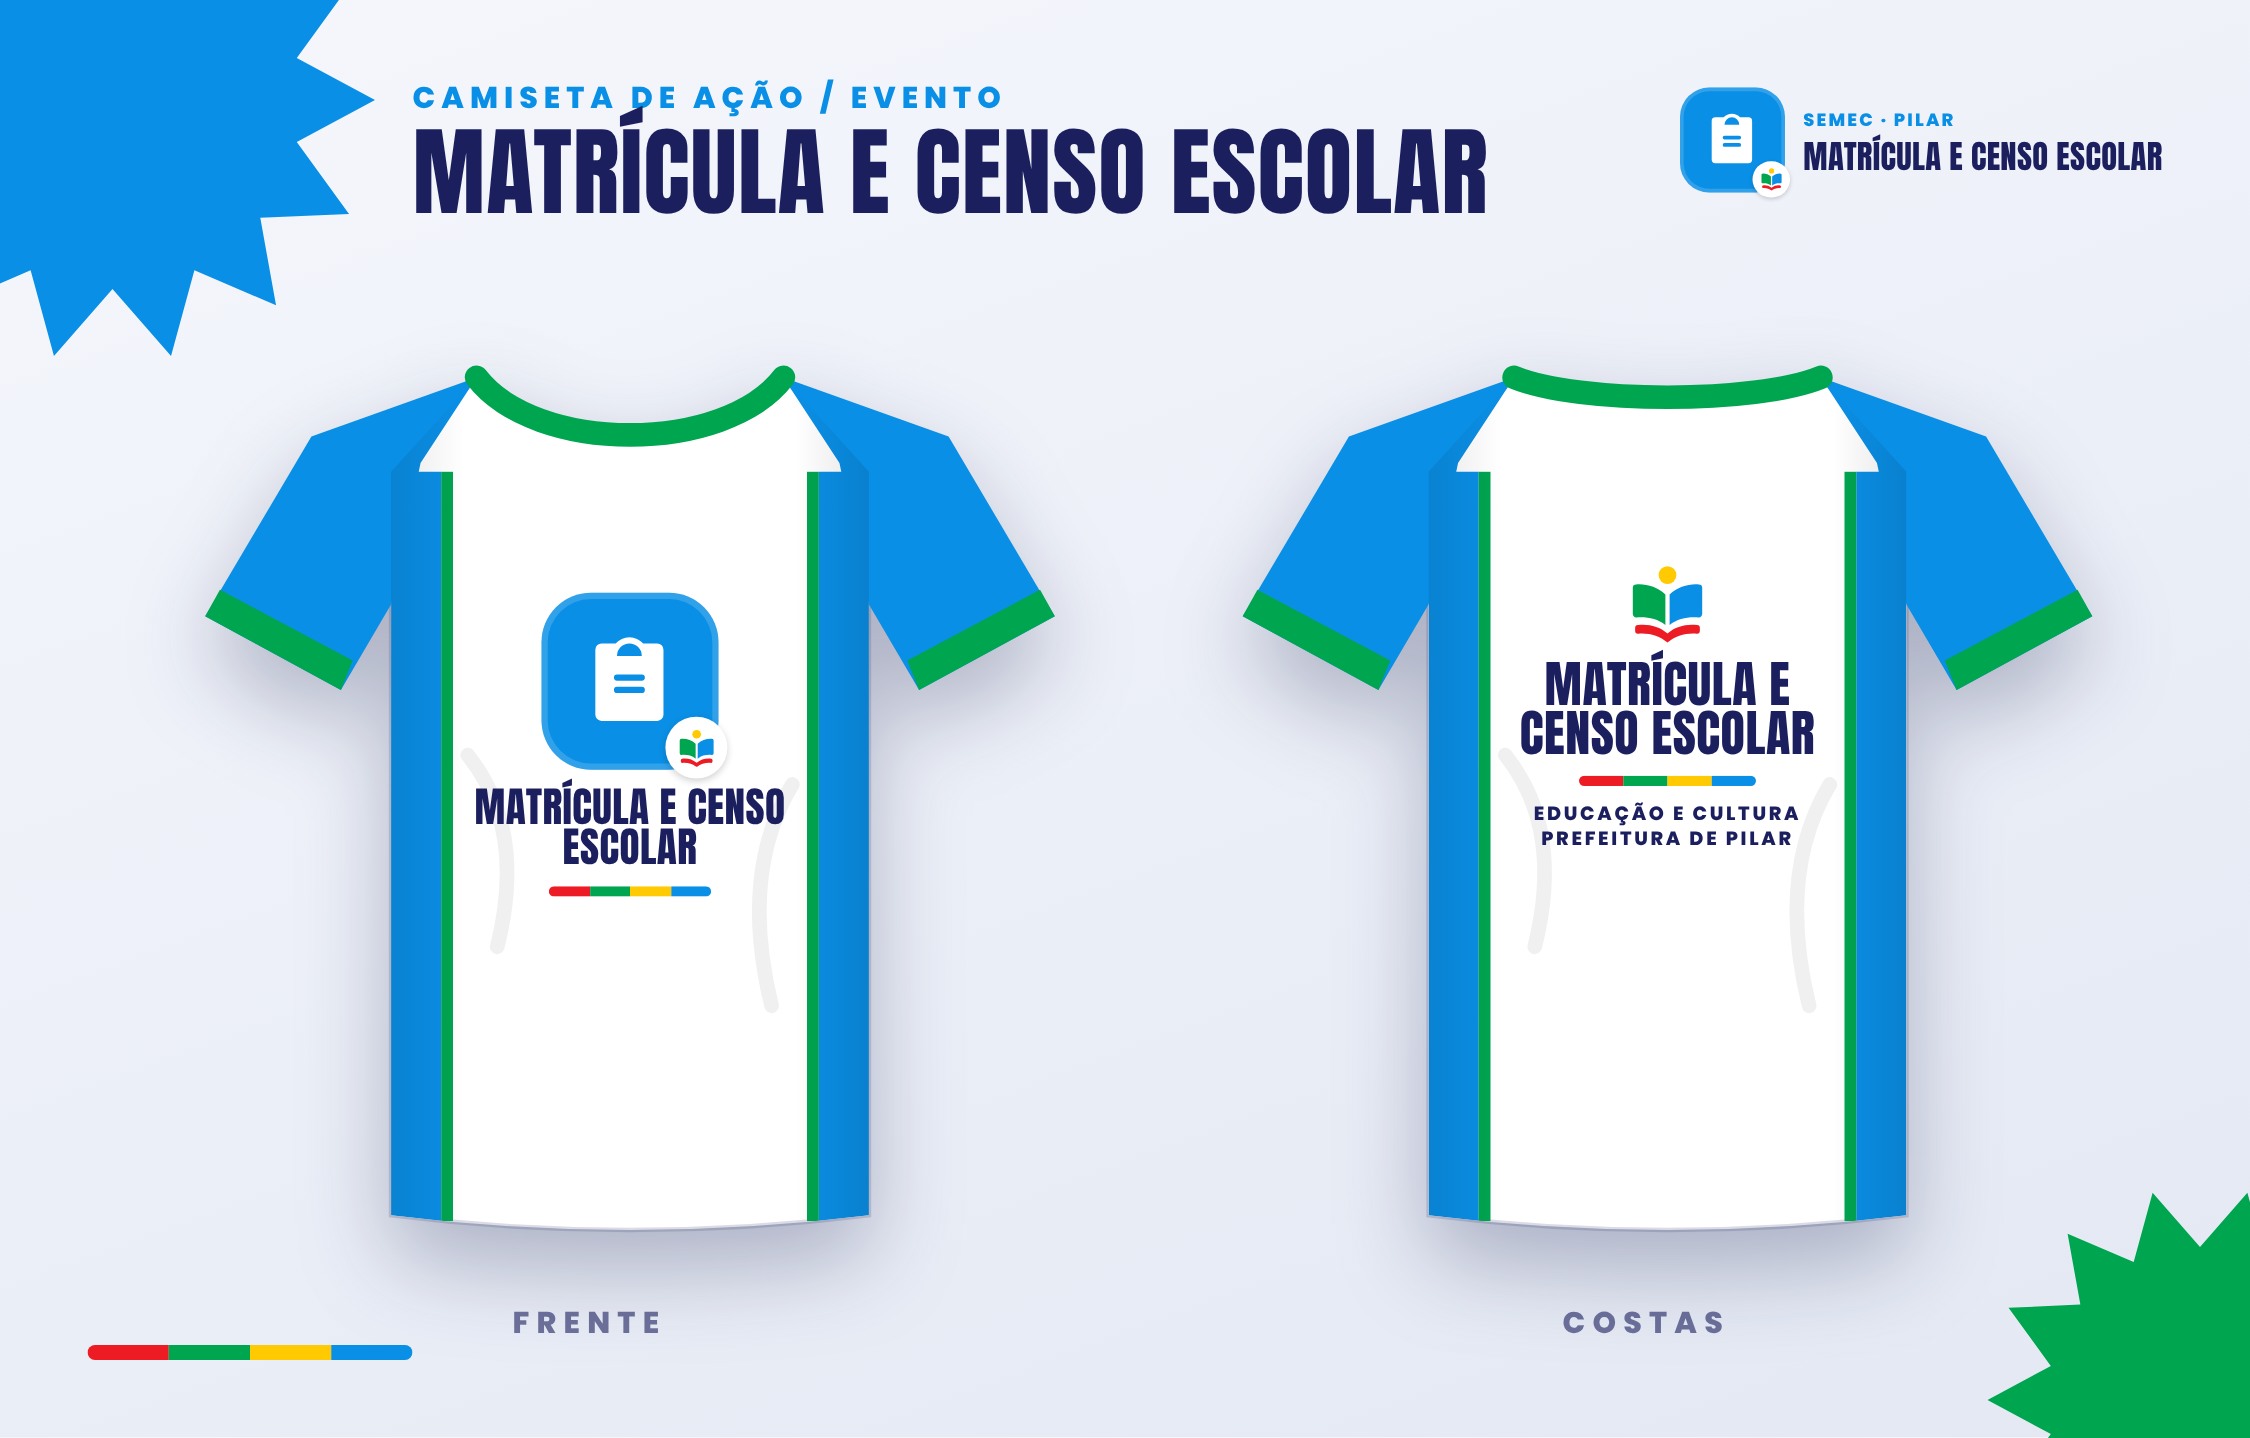 CAMISETA DE AÇÃO / EVENTO
MATRÍCULA E CENSO ESCOLAR
SEMEC · PILAR
MATRÍCULA E CENSO ESCOLAR
MATRÍCULA E CENSO
ESCOLAR
MATRÍCULA E
CENSO ESCOLAR
EDUCAÇÃO E CULTURA
PREFEITURA DE PILAR
FRENTE
COSTAS